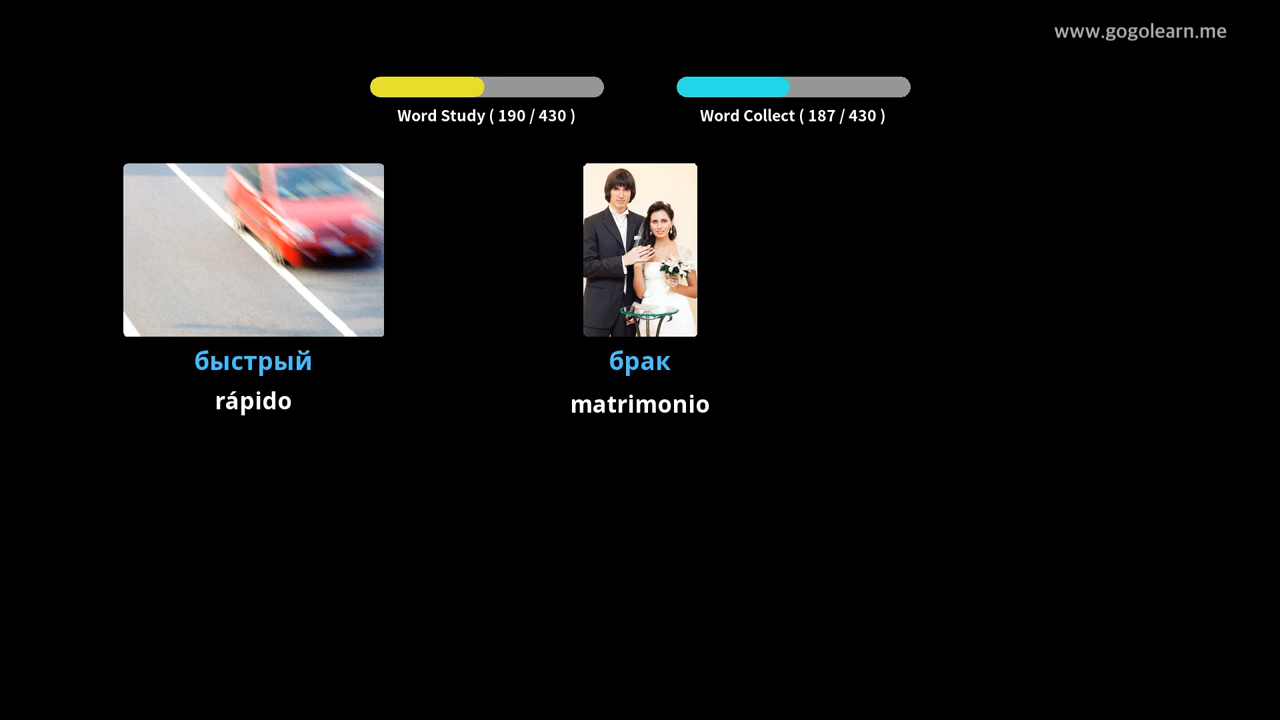 www.gogolearn.me
Word Study ( 190 / 430 )
Word Collect ( 187 / 430 )
быстрый
rápido
брак
matrimonio